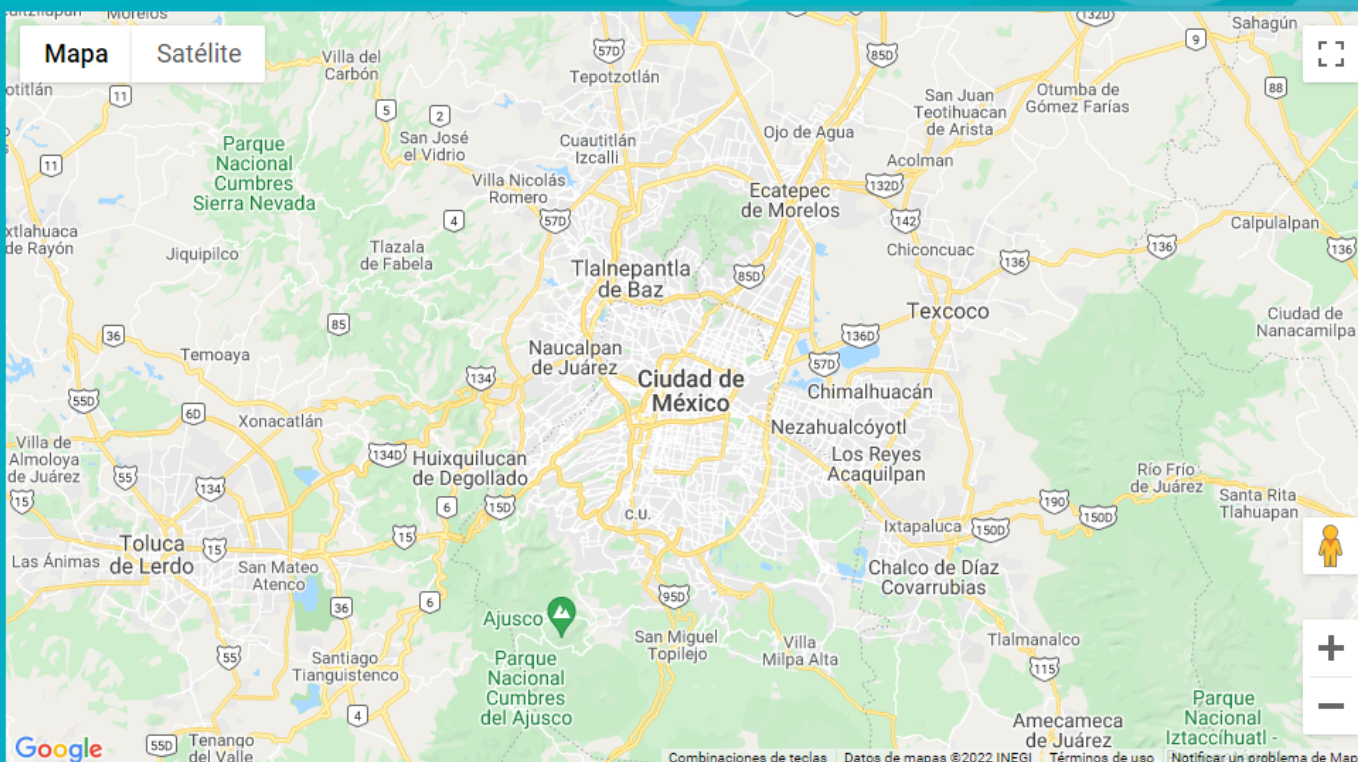 Morelos
Mapa
Satélite
Villa del
Carbón
57D
Tepotzotlán
85D
132D
9
Sahagún
88
11
5
2
San José
el Vidrio
Cuautitlán
Izcalli
Ojo de Agua
San Juan
Teotihuacan
de Arista
Otumba de
Gómez Farías
Parque
Nacional
Cumbres
Sierra Nevada
11
Villa Nicolás
Romero
Acolman
132D
Ecatepec
de Morelos
4
57D
142
Calpulalpan
de Rayón
Jiquipilco
Tlazala
de Fabela
Chiconcuac
136
136
136
Tlalnepantla
de Baz
85D
Texcoco
85
36
136D
Ciudad de
Nanacamilpa
Temoaya
Naucalpan
de Juárez
57D
134
Ciudad de
México
Chimalhuacán
55D
6D
Xonacatlán
Nezahualcóyotl
Villa de
Almoloya
de Juárez
134D
Huixquilucan
de Degollado
Los Reyes
Acaquilpan
Río Frío
de Juárez
55
134
15
6
15D
C.U.
190
150D
Santa Rita
Tlahuapan
Ixtapaluca
150D
Toluca
de Lerdo
15
15
Las Ánimas
San Mateo
Atenco
Chalco de Díaz
Covarrubias
36
6
95D
Ajusco
San Miguel
Topilejo
Villa
Milpa Alta
Tlalmanalco
55
Santiago
Tianguistenco
Parque
Nacional
Cumbres
del Ajusco
115
4
Parque
Nacional
Iztaccíhuatl -
Amecameca
de Juárez
Google
55D
Tenango
del Valle
Combinaciones de teclas
Datos de mapas ©2022 INEGI
Términos de uso
Notificar un problema de Map